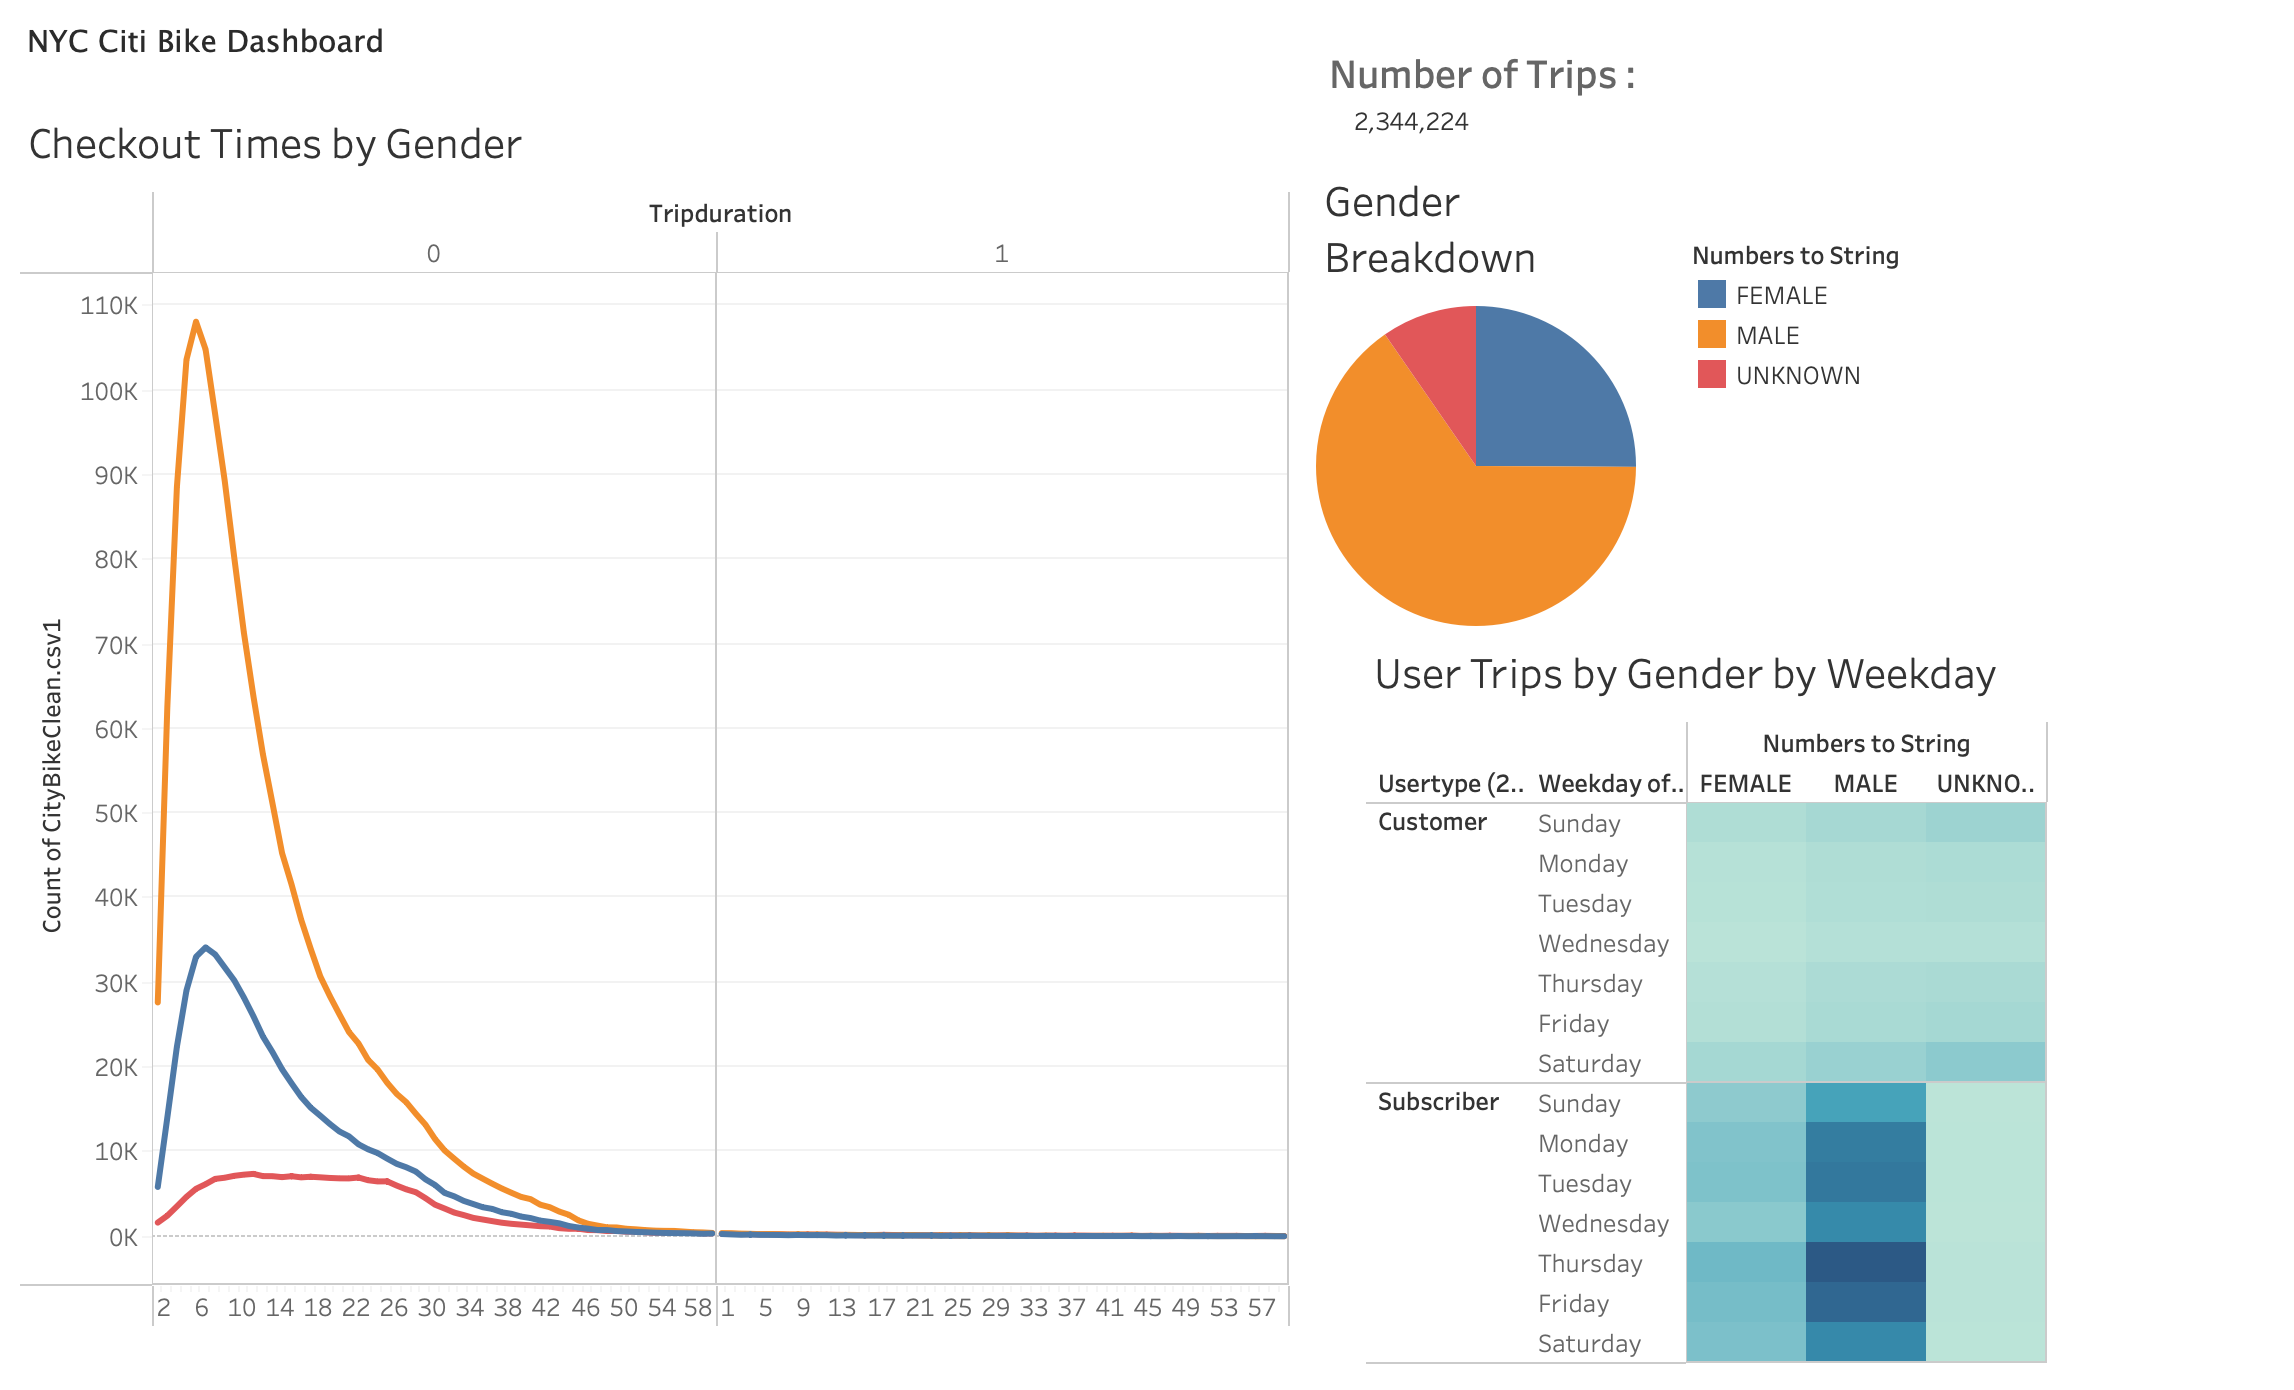 NYC Citi Bike Dashboard
Number of Trips :
2,344,224
Checkout Times by Gender
Tripduration
0 1
110K
100K
90K
80K
70K
60K
50K
40K
30K
20K
10K
0K
Count of CityBikeClean.csv1
2 6 10 14 18 22 26 30 34 38 42 46 50 54 58 1 5 9 13 17 21 25 29 33 37 41 45 49 53 57
Gender
Breakdown
Numbers to String
FEMALE
MALE
UNKNOWN
User Trips by Gender by Weekday
Numbers to String
Usertype (2.. Weekday of.. FEMALE MALE UNKNO..
Customer Sunday
Monday
Tuesday
Wednesday
Thursday
Friday
Saturday
Subscriber Sunday
Monday
Tuesday
Wednesday
Thursday
Friday
Saturday